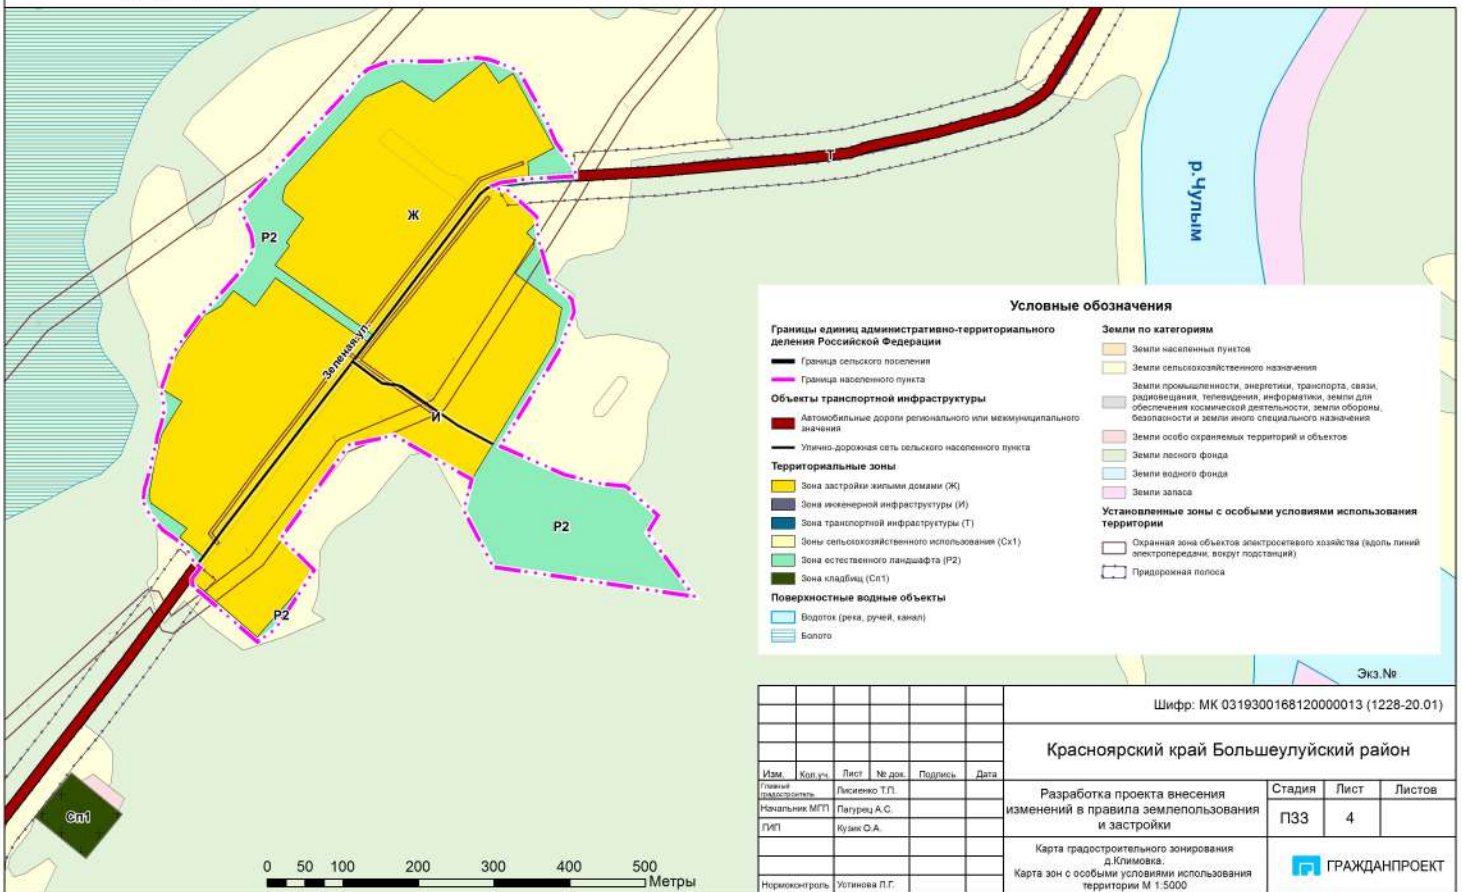 Ж
Р2
Зеленая ул.
И
Р2
Р2
Т
р.Чулым
Сп1
0 50 100 200 300 400 500
Метры
Условные обозначения
Границы единиц административно-территориального
деления Российской Федерации
Граница сельского поселения
Граница населенного пункта
Объекты транспортной инфраструктуры
Автомобильные дороги регионального или межмуниципального
значения
Улично-дорожная сеть сельского населенного пункта
Территориальные зоны
Зона застройки жилыми домами (Ж)
Зона инженерной инфраструктуры (И)
Зона транспортной инфраструктуры (Т)
Зоны сельскохозяйственного использования (Сх1)
Зона естественного ландшафта (Р2)
Зона кладбищ (Сп1)
Поверхностные водные объекты
Водоток (река, ручей, канал)
Болото
Земли по категориям
Земли населенных пунктов
Земли сельскохозяйственного назначения
Земли промышленности, энергетики, транспорта, связи,
радиовещания, телевидения, информатики, земли для
обеспечения космической деятельности, земли обороны,
безопасности и земли иного специального назначения
Земли особо охраняемых территорий и объектов
Земли лесного фонда
Земли водного фонда
Земли запаса
Установленные зоны с особыми условиями использования
территории
Охранная зона объектов электросетевого хозяйства (вдоль линий
электропередачи, вокруг подстанций)
Придорожная полоса
Экз.№
Шифр: МК 0319300168120000013 (1228-20.01)
Красноярский край Большеулуйский район
Изм. Кол.уч. Лист № док. Подпись Дата
Главный
градостроитель Лисиенко Т.П.
Начальник МГП Пагурец А.С.
ГИП Кузик О.А.
Нормоконтроль Устинова Л.Г.
Разработка проекта внесения
изменений в правила землепользования
и застройки
Стадия Лист Листов
ПЗЗ 4
Карта градостроительного зонирования
д.Климовка.
Карта зон с особыми условиями использования
территории М 1:5000
ГРАЖДАНПРОЕКТ